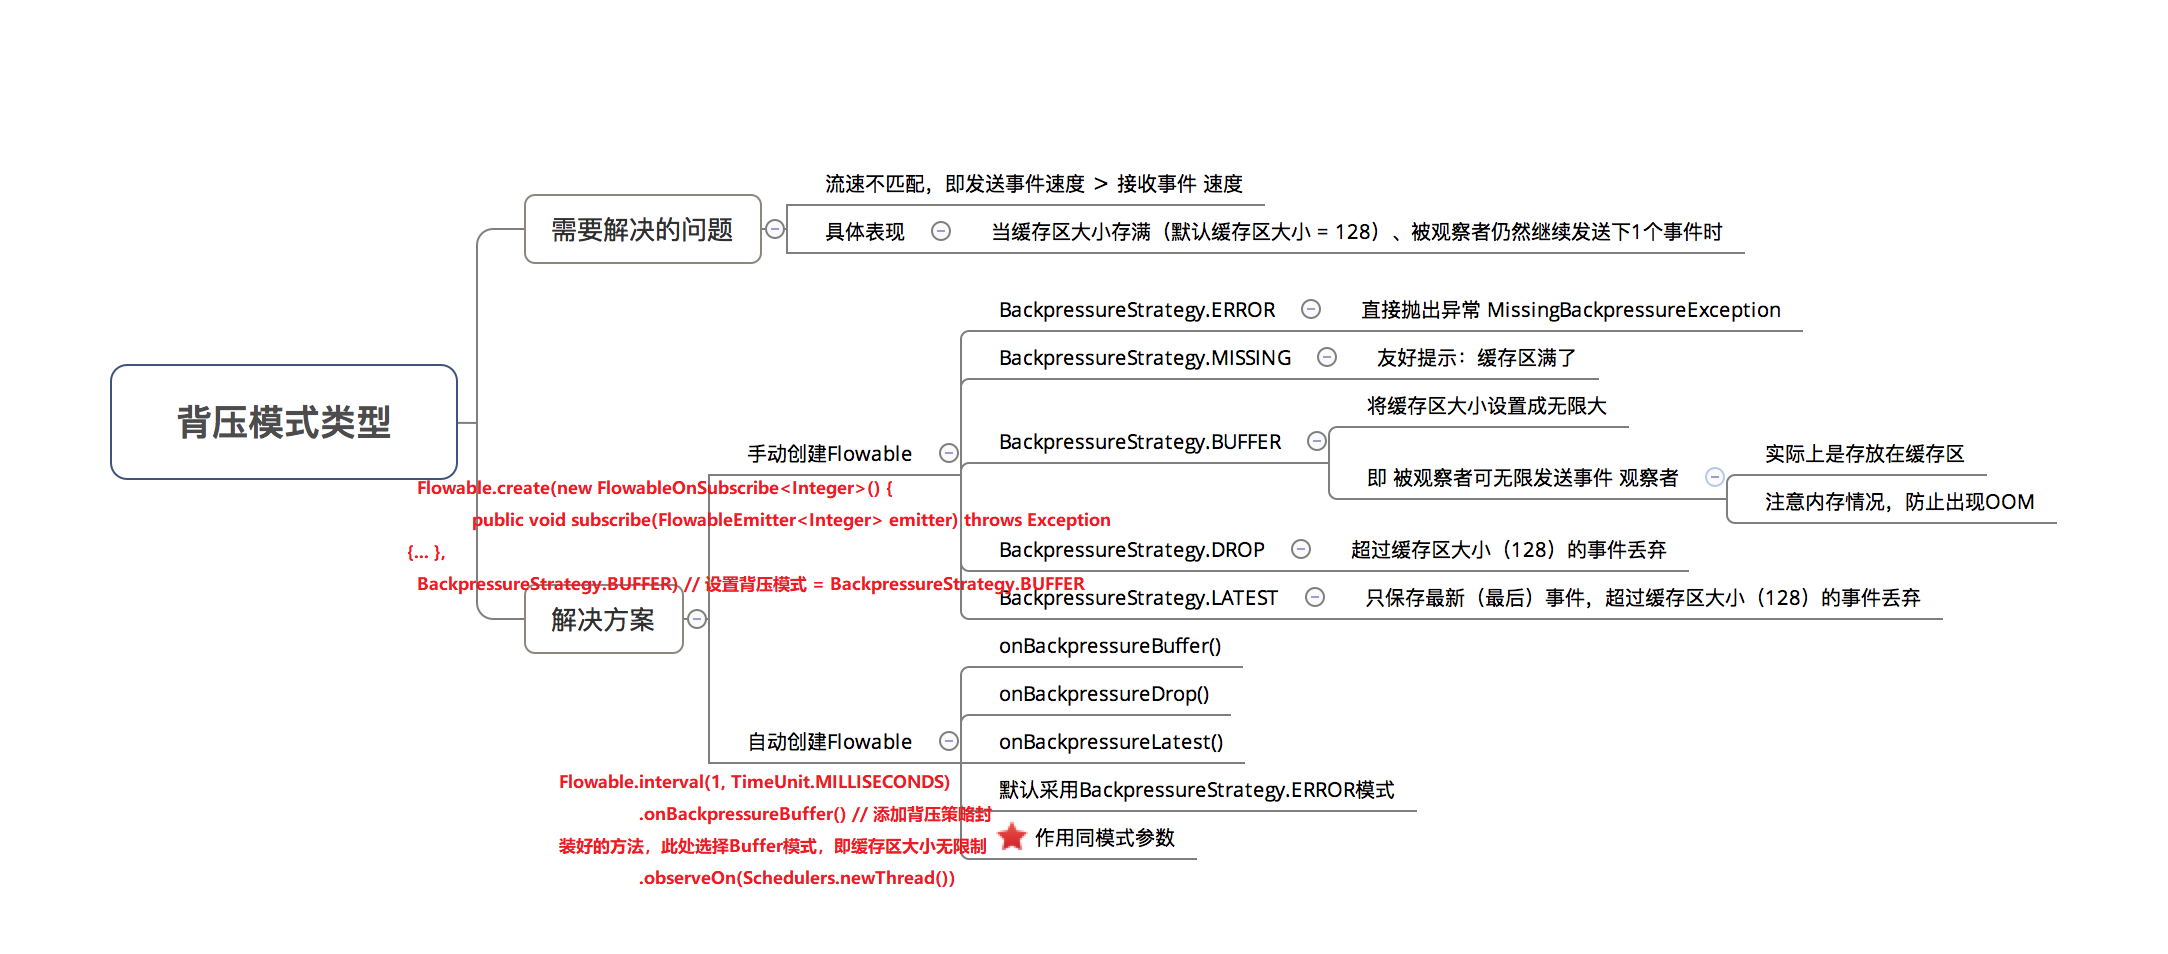 背压模式类型
需要解决的问题
流速不匹配，即发送事件速度 > 接收事件 速度
具体表现
当缓存区大小存满（默认缓存区大小 = 128）、被观察者仍然继续发送下1个事件时
解决方案
手动创建Flowable
Flowable.create(new FlowableOnSubscribe<Integer>() {
public void subscribe(FlowableEmitter<Integer> emitter) throws Exception
{... },
BackpressureStrategy.BUFFER) // 设置背压模式 = BackpressureStrategy.BUFFER
BackpressureStrategy.ERROR
直接抛出异常 MissingBackpressureException
BackpressureStrategy.MISSING
友好提示：缓存区满了
BackpressureStrategy.BUFFER
将缓存区大小设置成无限大
即 被观察者可无限发送事件 观察者
实际上是存放在缓存区
注意内存情况，防止出现OOM
BackpressureStrategy.DROP
超过缓存区大小（128）的事件丢弃
BackpressureStrategy.LATEST
只保存最新（最后）事件，超过缓存区大小（128）的事件丢弃
自动创建Flowable
Flowable.interval(1, TimeUnit.MILLISECONDS)
.onBackpressureBuffer() // 添加背压策略封
装好的方法，此处选择Buffer模式，即缓存区大小无限制
.observeOn(Schedulers.newThread())
onBackpressureBuffer()
onBackpressureDrop()
onBackpressureLatest()
默认采用BackpressureStrategy.ERROR模式
作用同模式参数